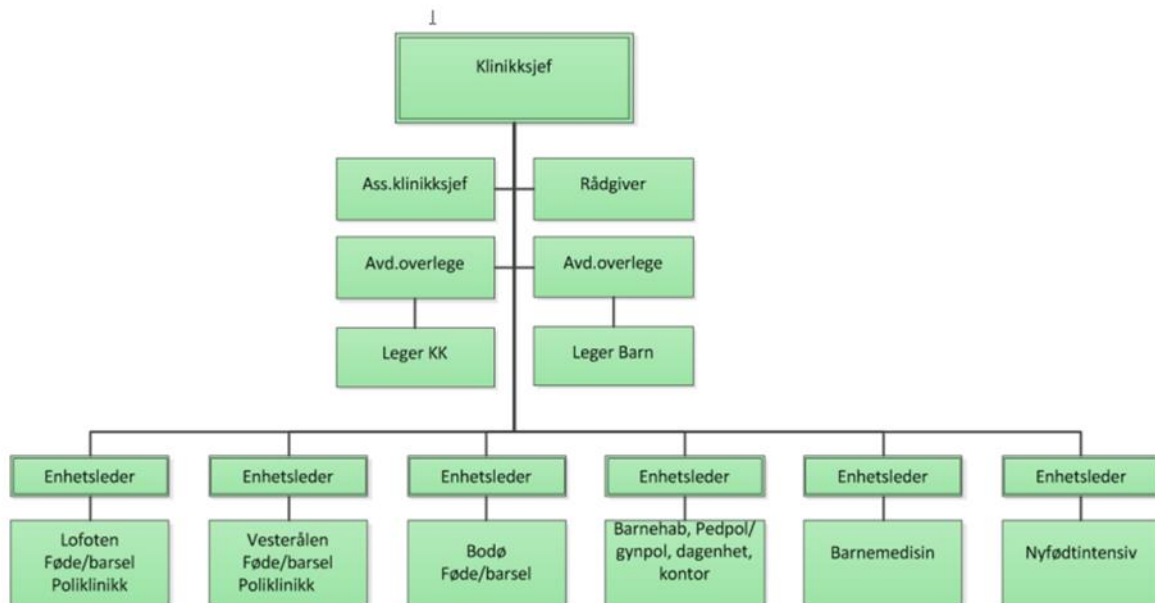 Klinikksjef
Ass.klinikksjef
Rådgiver
Avd.overlege
Avd.overlege
Leger KK
Leger Barn
Enhetsleder
Enhetsleder
Enhetsleder
Enhetsleder
Enhetsleder
Enhetsleder
Lofoten
Føde/barsel
Poliklinikk
Vesterålen
Føde/barsel
Poliklinikk
Bodø
Føde/barsel
Barnehab, Pedpol/
gynpol, dagenhet,
kontor
Barnemedisin
Nyfødtintensiv